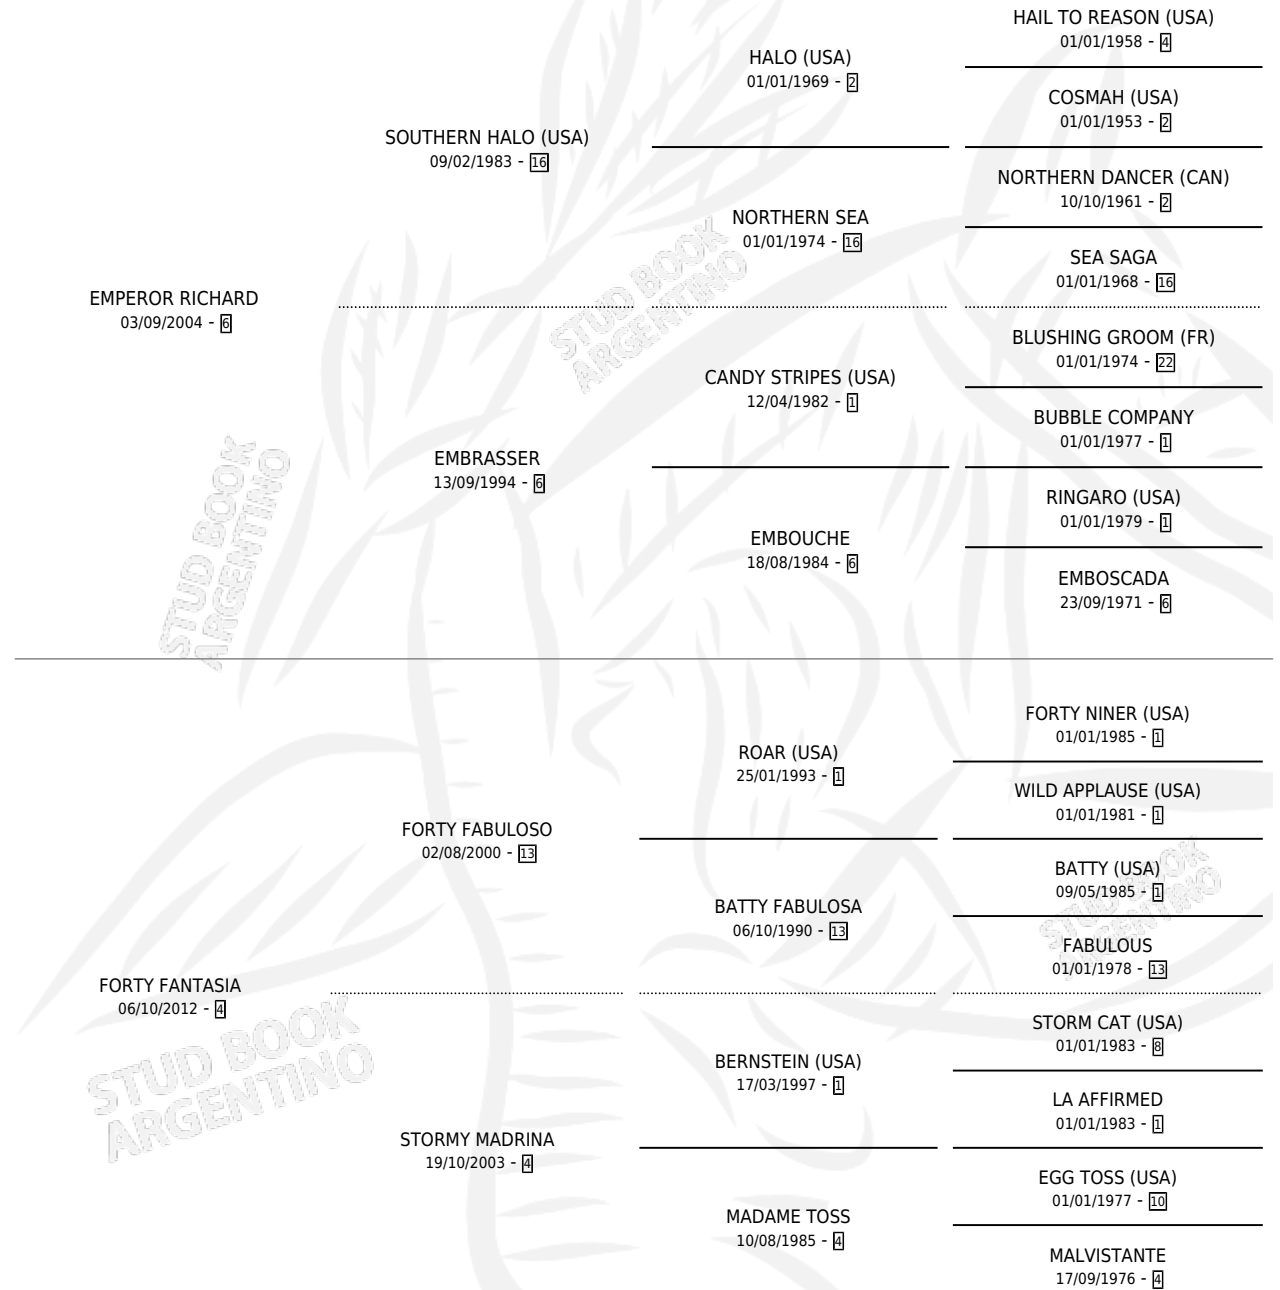 HAIL TO REASON (USA)
01/01/1958 - 4
HALO (USA)
01/01/1969 - 2
COSMAH (USA)
01/01/1953 - 2
SOUTHERN HALO (USA)
09/02/1983 - 16
NORTHERN DANCER (CAN)
10/10/1961 - 2
NORTHERN SEA
01/01/1974 - 16
SEA SAGA
01/01/1968 - 16
EMPEROR RICHARD
03/09/2004 - 6
STUD BOOK
ARGENTINO
BLUSHING GROOM (FR)
01/01/1974 - 22
CANDY STRIPES (USA)
12/04/1982 - 1
BUBBLE COMPANY
01/01/1977 - 1
EMBRASSER
13/09/1994 - 6
RINGARO (USA)
01/01/1979 - 1
EMBOUCHE
18/08/1984 - 6
EMBOSCADA
23/09/1971 - 6
STUD BOOK
ARGENTINO
FORTY NINER (USA)
01/01/1985 - 1
ROAR (USA)
25/01/1993 - 1
WILD APPLAUSE (USA)
01/01/1981 - 1
FORTY FABULOSO
02/08/2000 - 13
BATTY (USA)
09/05/1985 - 1
BATTY FABULOSA
06/10/1990 - 13
STUD BOOK
ARGENTINO
FABULOUS
01/01/1978 - 13
FORTY FANTASIA
06/10/2012 - 4
STUD BOOK
ARGENTINO
STORM CAT (USA)
01/01/1983 - 8
BERNSTEIN (USA)
17/03/1997 - 1
LA AFFIRMED
01/01/1983 - 1
STORMY MADRINA
19/10/2003 - 4
EGG TOSS (USA)
01/01/1977 - 10
MADAME TOSS
10/08/1985 - 4
MALVISTANTE
17/09/1976 - 4